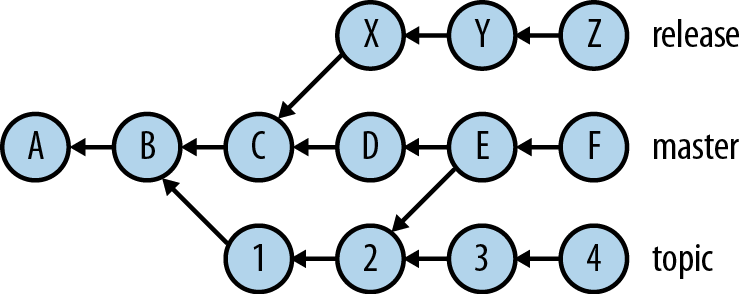 X Y Z release
A B C D E F master
1 2 3 4 topic